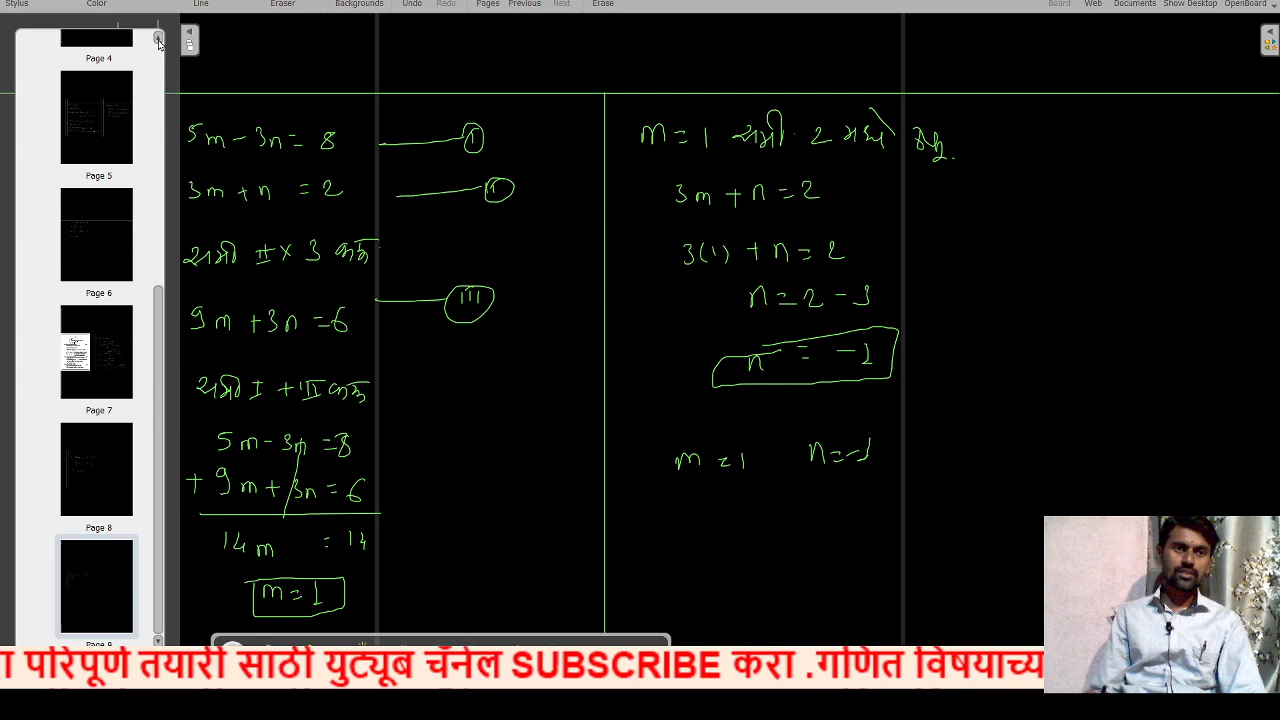 Stylus Color Line Eraser Backgrounds Undo Redo Pages Previous Next Erase Board Web Documents Show Desktop OpenBoard
Page 4
Page 5
Page 6
Page 7
Page 8
Page 9
5m - 3n = 8 I
3m + n = 2
समी II × 3 करू
9m + 3n = 6 III
समी I + III करू
5m - 3n = 8
+ 9m + 3n = 6
14m = 14
m = 1
m = 1 समी. 2 मध्ये ठेवू.
3m + n = 2
3(1) + n = 2
n = 2 - 3
n = -1
m = 1 n = -1
परिपूर्ण तयारी साठी युट्यूब चॅनेल SUBSCRIBE करा .गणित विषयाच्य